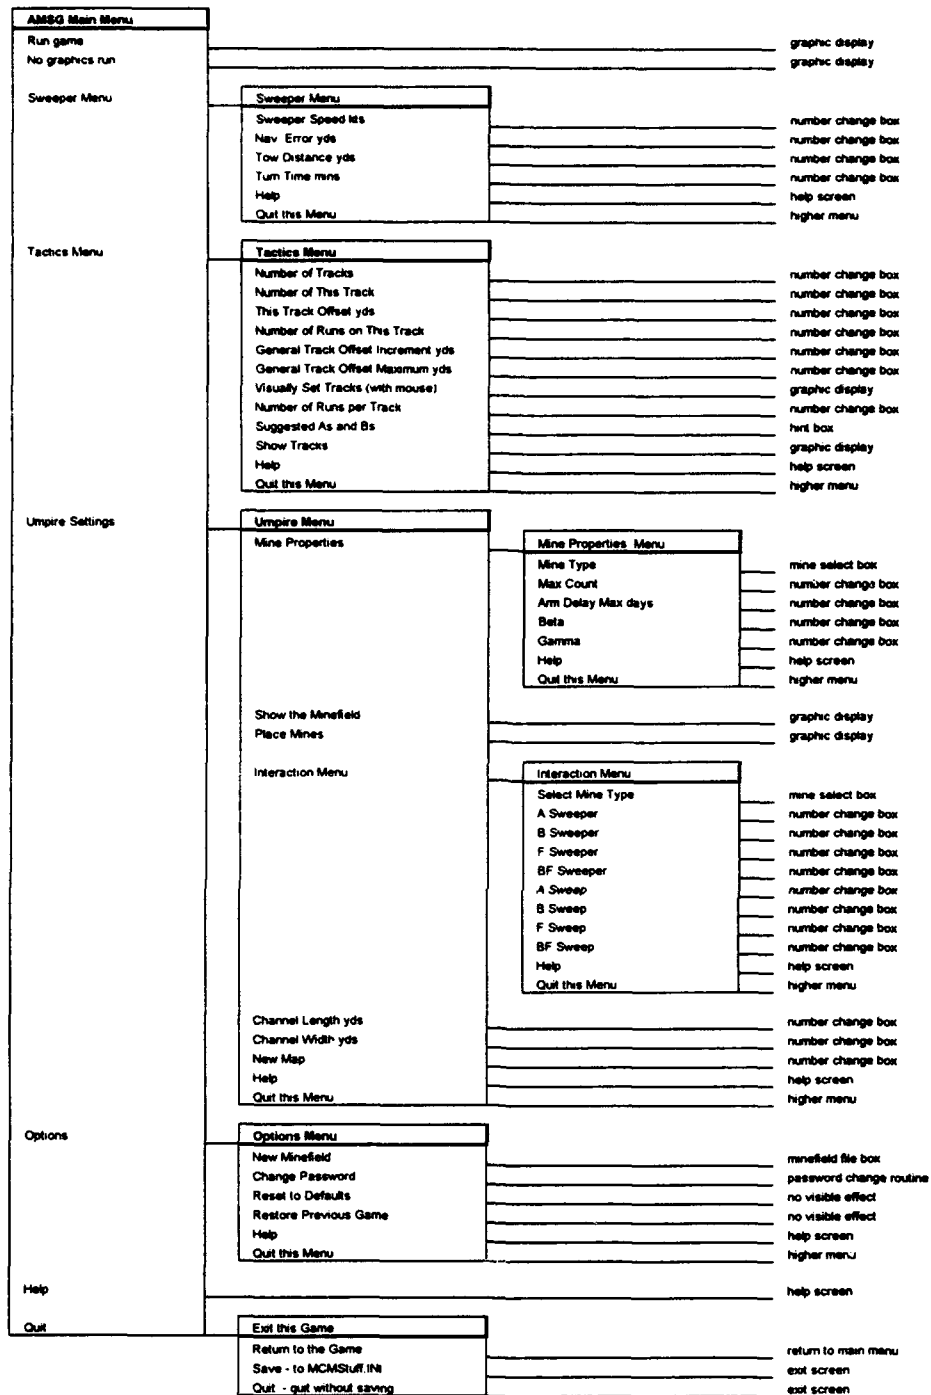 AMSG Main Menu
Run game graphic display
No graphics run graphic display
Sweeper Menu Sweeper Menu
Sweeper Speed kts number change box
Nav Error yds number change box
Tow Distance yds number change box
Turn Time mins number change box
Help help screen
Quit this Menu higher menu
Tactics Menu Tactics Menu
Number of Tracks number change box
Number of This Track number change box
This Track Offset yds number change box
Number of Runs on This Track number change box
General Track Offset Increment yds number change box
General Track Offset Maximum yds number change box
Visually Set Tracks (with mouse) graphic display
Number of Runs per Track number change box
Suggested As and Bs hint box
Show Tracks graphic display
Help help screen
Quit this Menu higher menu
Umpire Settings Umpire Menu
Mine Properties Mine Properties Menu
Mine Type mine select box
Max Count number change box
Arm Delay Max days number change box
Beta number change box
Gamma number change box
Help help screen
Quit this Menu higher menu
Show the Minefield graphic display
Place Mines graphic display
Interaction Menu Interaction Menu
Select Mine Type mine select box
A Sweeper number change box
B Sweeper number change box
F Sweeper number change box
BF Sweeper number change box
A Sweep number change box
B Sweep number change box
F Sweep number change box
BF Sweep number change box
Help help screen
Quit this Menu higher menu
Channel Length yds number change box
Channel Width yds number change box
New Map number change box
Help help screen
Quit this Menu higher menu
Options Options Menu
New Minefield minefield file box
Change Password password change routine
Reset to Defaults no visible effect
Restore Previous Game no visible effect
Help help screen
Quit this Menu higher menu
Help help screen
Quit Exit this Game
Return to the Game return to main menu
Save - to MCMStuff.INI exit screen
Quit - quit without saving exit screen